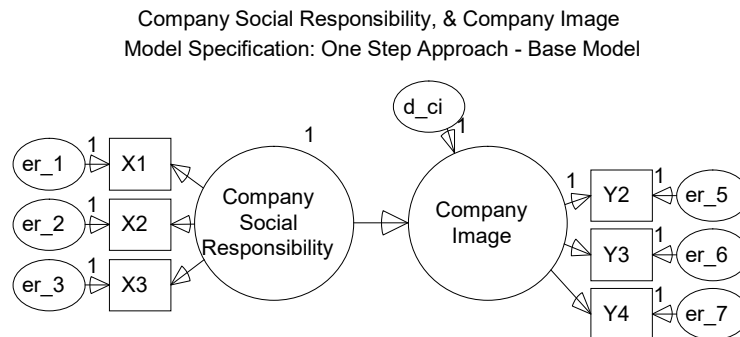 Company Social Responsibility, & Company Image
Model Specification: One Step Approach - Base Model
d_ci
1
1
er_1
1
X1
er_2
1
X2
er_3
1
X3
Company
Social
Responsibility
Company
Image
1
Y2
1
er_5
Y3
1
er_6
Y4
1
er_7